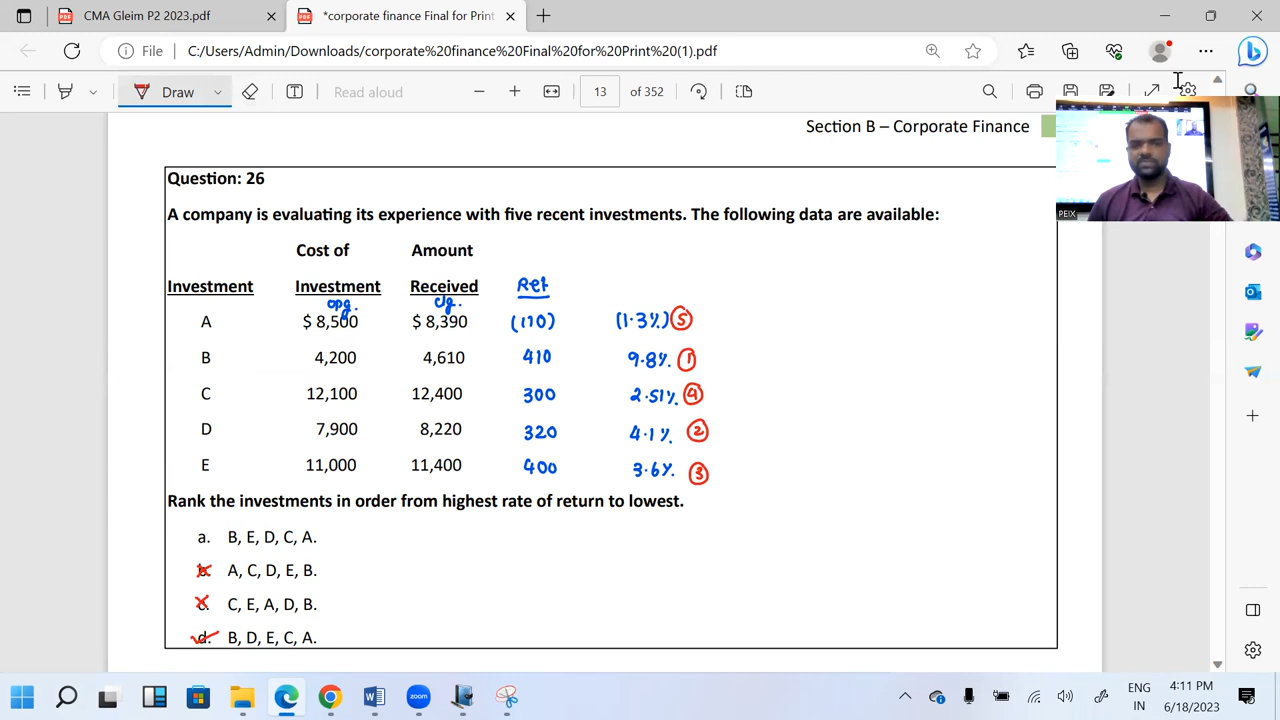 CMA Gleim P2 2023.pdf
*corporate finance Final for Print
File C:/Users/Admin/Downloads/corporate%20finance%20Final%20for%20Print%20(1).pdf
Draw Read aloud 13 of 352
PEIX
Section B – Corporate Finance
Question: 26
A company is evaluating its experience with five recent investments. The following data are available:
Cost of Amount
Investment Investment Received Ret
opg. clg.
A $ 8,500 $ 8,390 (110) (1.3%) 5
B 4,200 4,610 410 9.8%. 1
C 12,100 12,400 300 2.51%. 4
D 7,900 8,220 320 4.1%. 2
E 11,000 11,400 400 3.6%. 3
Rank the investments in order from highest rate of return to lowest.
a. B, E, D, C, A.
b. A, C, D, E, B.
c. C, E, A, D, B.
d. B, D, E, C, A.
zoom
ENG
IN
4:11 PM
6/18/2023